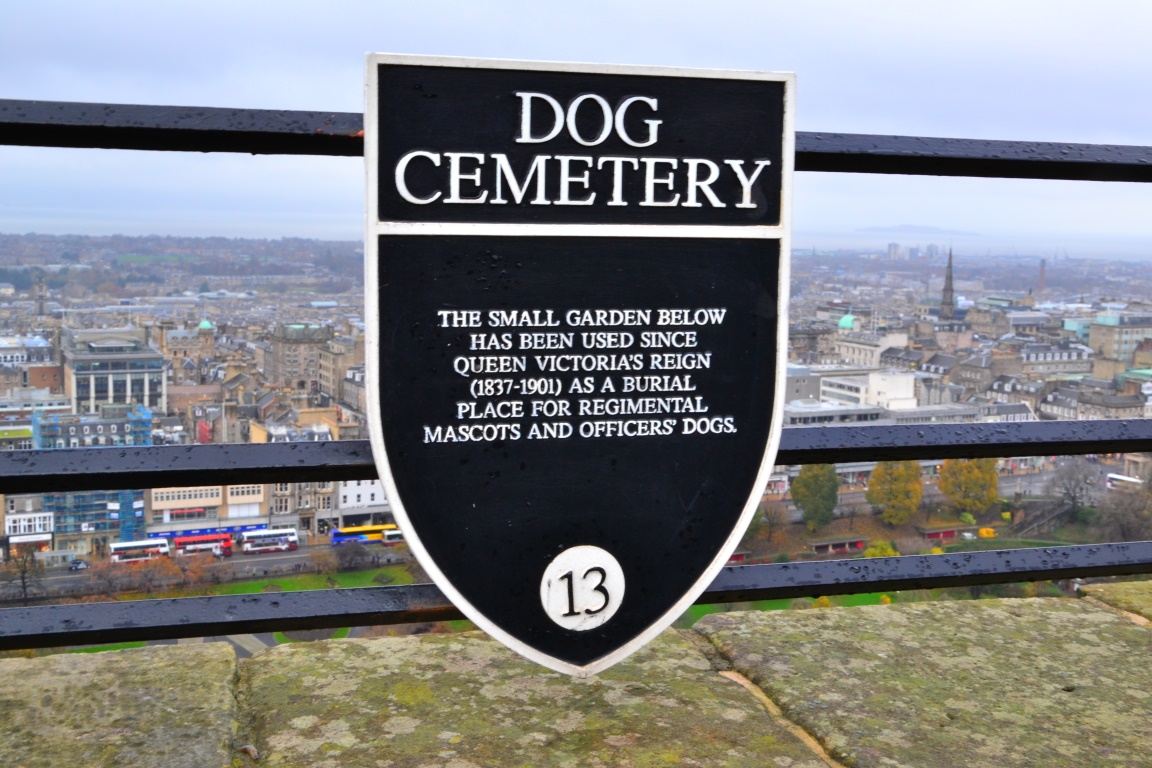 DOG
CEMETERY
THE SMALL GARDEN BELOW
HAS BEEN USED SINCE
QUEEN VICTORIA'S REIGN
(1837-1901) AS A BURIAL
PLACE FOR REGIMENTAL
MASCOTS AND OFFICERS' DOGS.
13